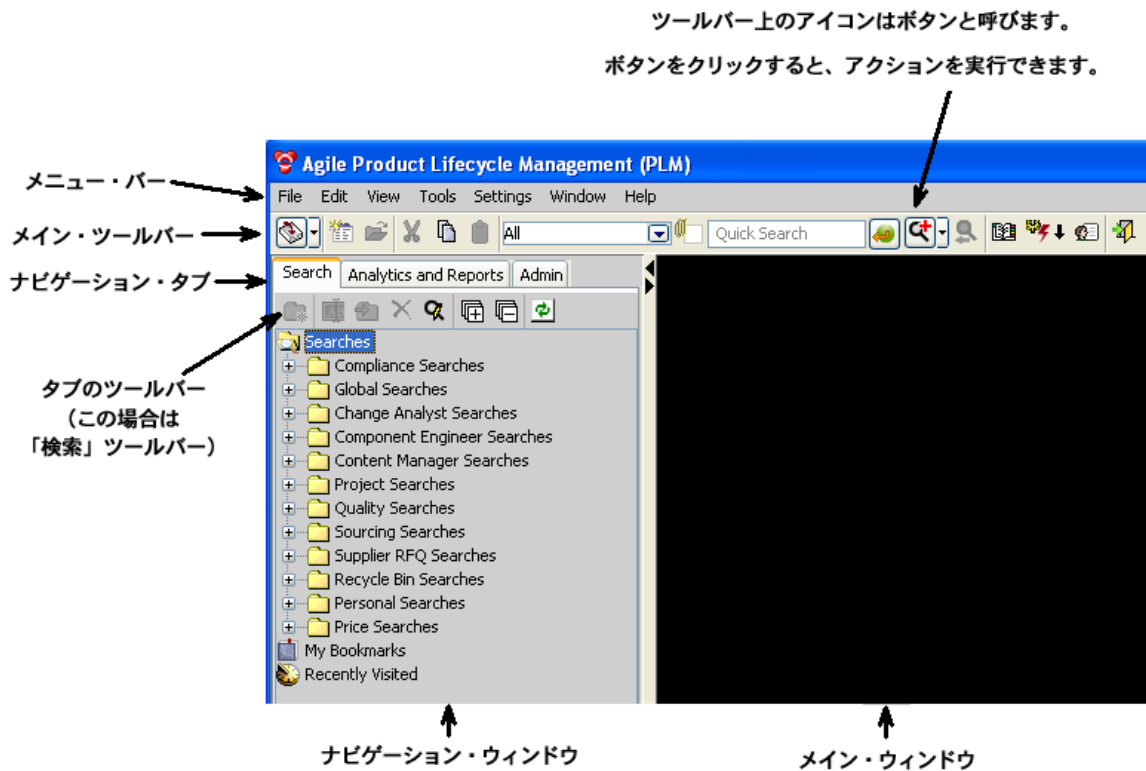 ツールバー上のアイコンはボタンと呼びます。
ボタンをクリックすると、アクションを実行できます。
Agile Product Lifecycle Management (PLM)
メニュー・バー
File Edit View Tools Settings Window Help
メイン・ツールバー
All
Quick Search
ナビゲーション・タブ
Search Analytics and Reports Admin
タブのツールバー
(この場合は
「検索」ツールバー)
Searches
Compliance Searches
Global Searches
Change Analyst Searches
Component Engineer Searches
Content Manager Searches
Project Searches
Quality Searches
Sourcing Searches
Supplier RFQ Searches
Recycle Bin Searches
Personal Searches
Price Searches
My Bookmarks
Recently Visited
ナビゲーション・ウィンドウ
メイン・ウィンドウ